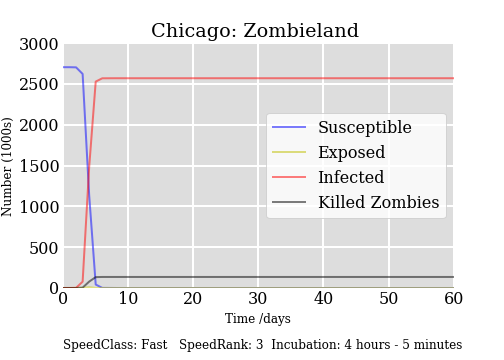 Chicago: Zombieland
3000
2500
2000
1500
1000
500
0
Number (1000s)
Susceptible
Exposed
Infected
Killed Zombies
0 10 20 30 40 50 60
Time /days
SpeedClass: Fast SpeedRank: 3 Incubation: 4 hours - 5 minutes